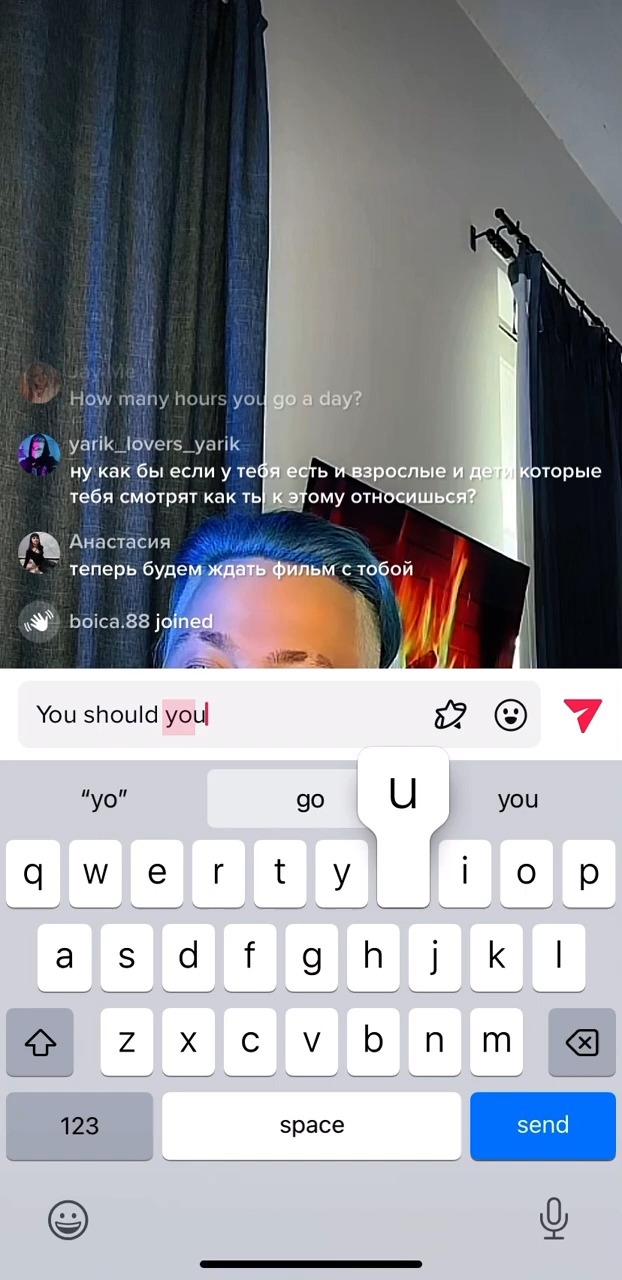 Jay Me
How many hours you go a day?
yarik_lovers_yarik
ну как бы если у тебя есть и взрослые и дети которые
тебя смотрят как ты к этому относишься?
Анастасия
теперь будем ждать фильм с тобой
boica.88 joined
You should you
“yo” go you
u
q w e r t y i o p
a s d f g h j k l
z x c v b n m
123 space send